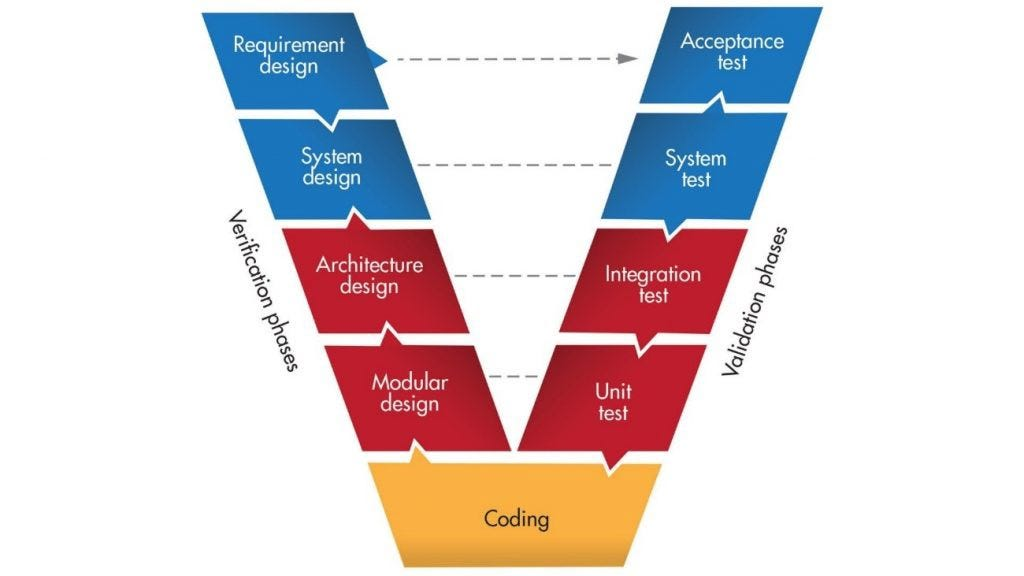 Requirement
design
Acceptance
test
System
design
System
test
Verification phases
Architecture
design
Integration
test
Validation phases
Modular
design
Unit
test
Coding